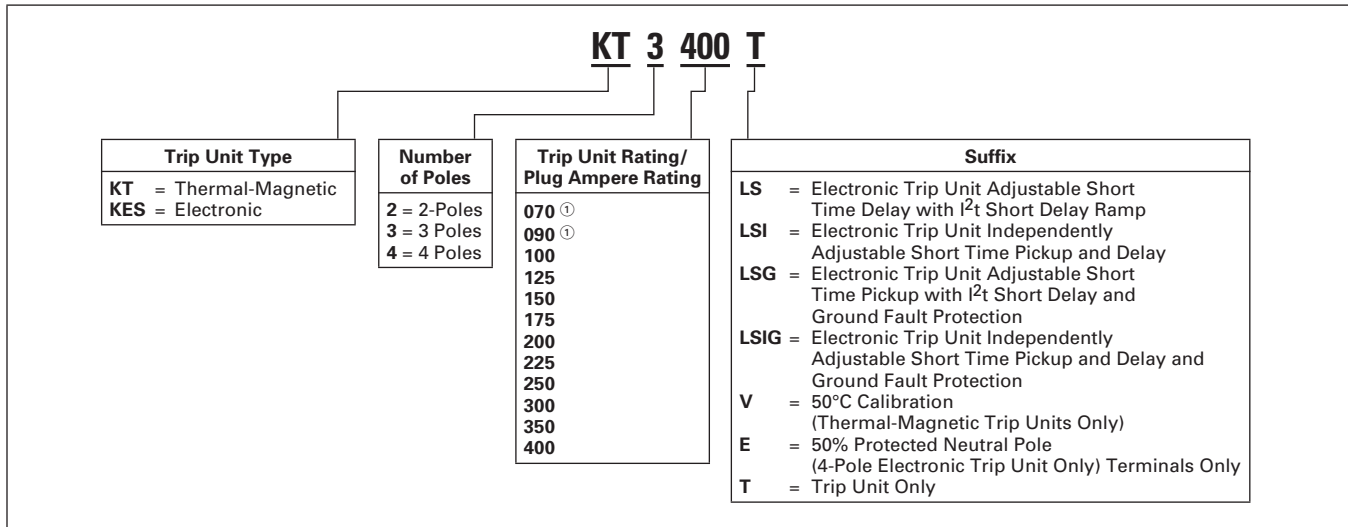 KT 3 400 T
Trip Unit Type
KT = Thermal-Magnetic
KES = Electronic
Number
of Poles
2 = 2-Poles
3 = 3 Poles
4 = 4 Poles
Trip Unit Rating/
Plug Ampere Rating
070 ①
090 ①
100
125
150
175
200
225
250
300
350
400
Suffix
LS = Electronic Trip Unit Adjustable Short
Time Delay with I²t Short Delay Ramp
LSI = Electronic Trip Unit Independently
Adjustable Short Time Pickup and Delay
LSG = Electronic Trip Unit Adjustable Short
Time Pickup with I²t Short Delay and
Ground Fault Protection
LSIG = Electronic Trip Unit Independently
Adjustable Short Time Pickup and Delay and
Ground Fault Protection
V = 50°C Calibration
(Thermal-Magnetic Trip Units Only)
E = 50% Protected Neutral Pole
(4-Pole Electronic Trip Unit Only) Terminals Only
T = Trip Unit Only